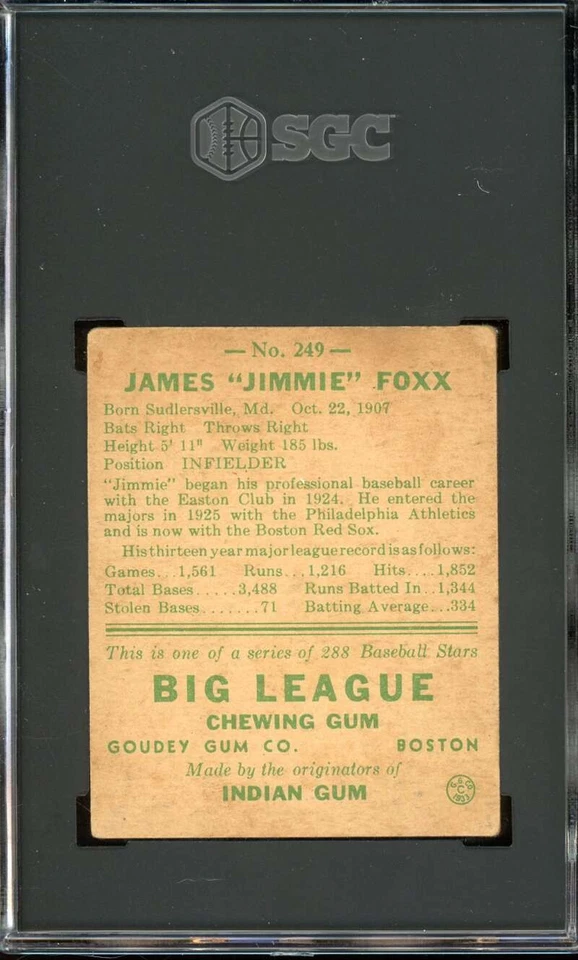 SGC
— No. 249 —
JAMES "JIMMIE" FOXX
Born Sudlersville, Md. Oct. 22, 1907
Bats Right Throws Right
Height 5' 11" Weight 185 lbs.
Position INFIELDER
"Jimmie" began his professional baseball career
with the Easton Club in 1924. He entered the
majors in 1925 with the Philadelphia Athletics
and is now with the Boston Red Sox.
His thirteen year major league record is as follows:
Games...1,561 Runs...1,216 Hits....1,852
Total Bases.....3,488 Runs Batted In..1,344
Stolen Bases.......71 Batting Average...334
This is one of a series of 288 Baseball Stars
BIG LEAGUE
CHEWING GUM
GOUDEY GUM CO. BOSTON
Made by the originators of
INDIAN GUM